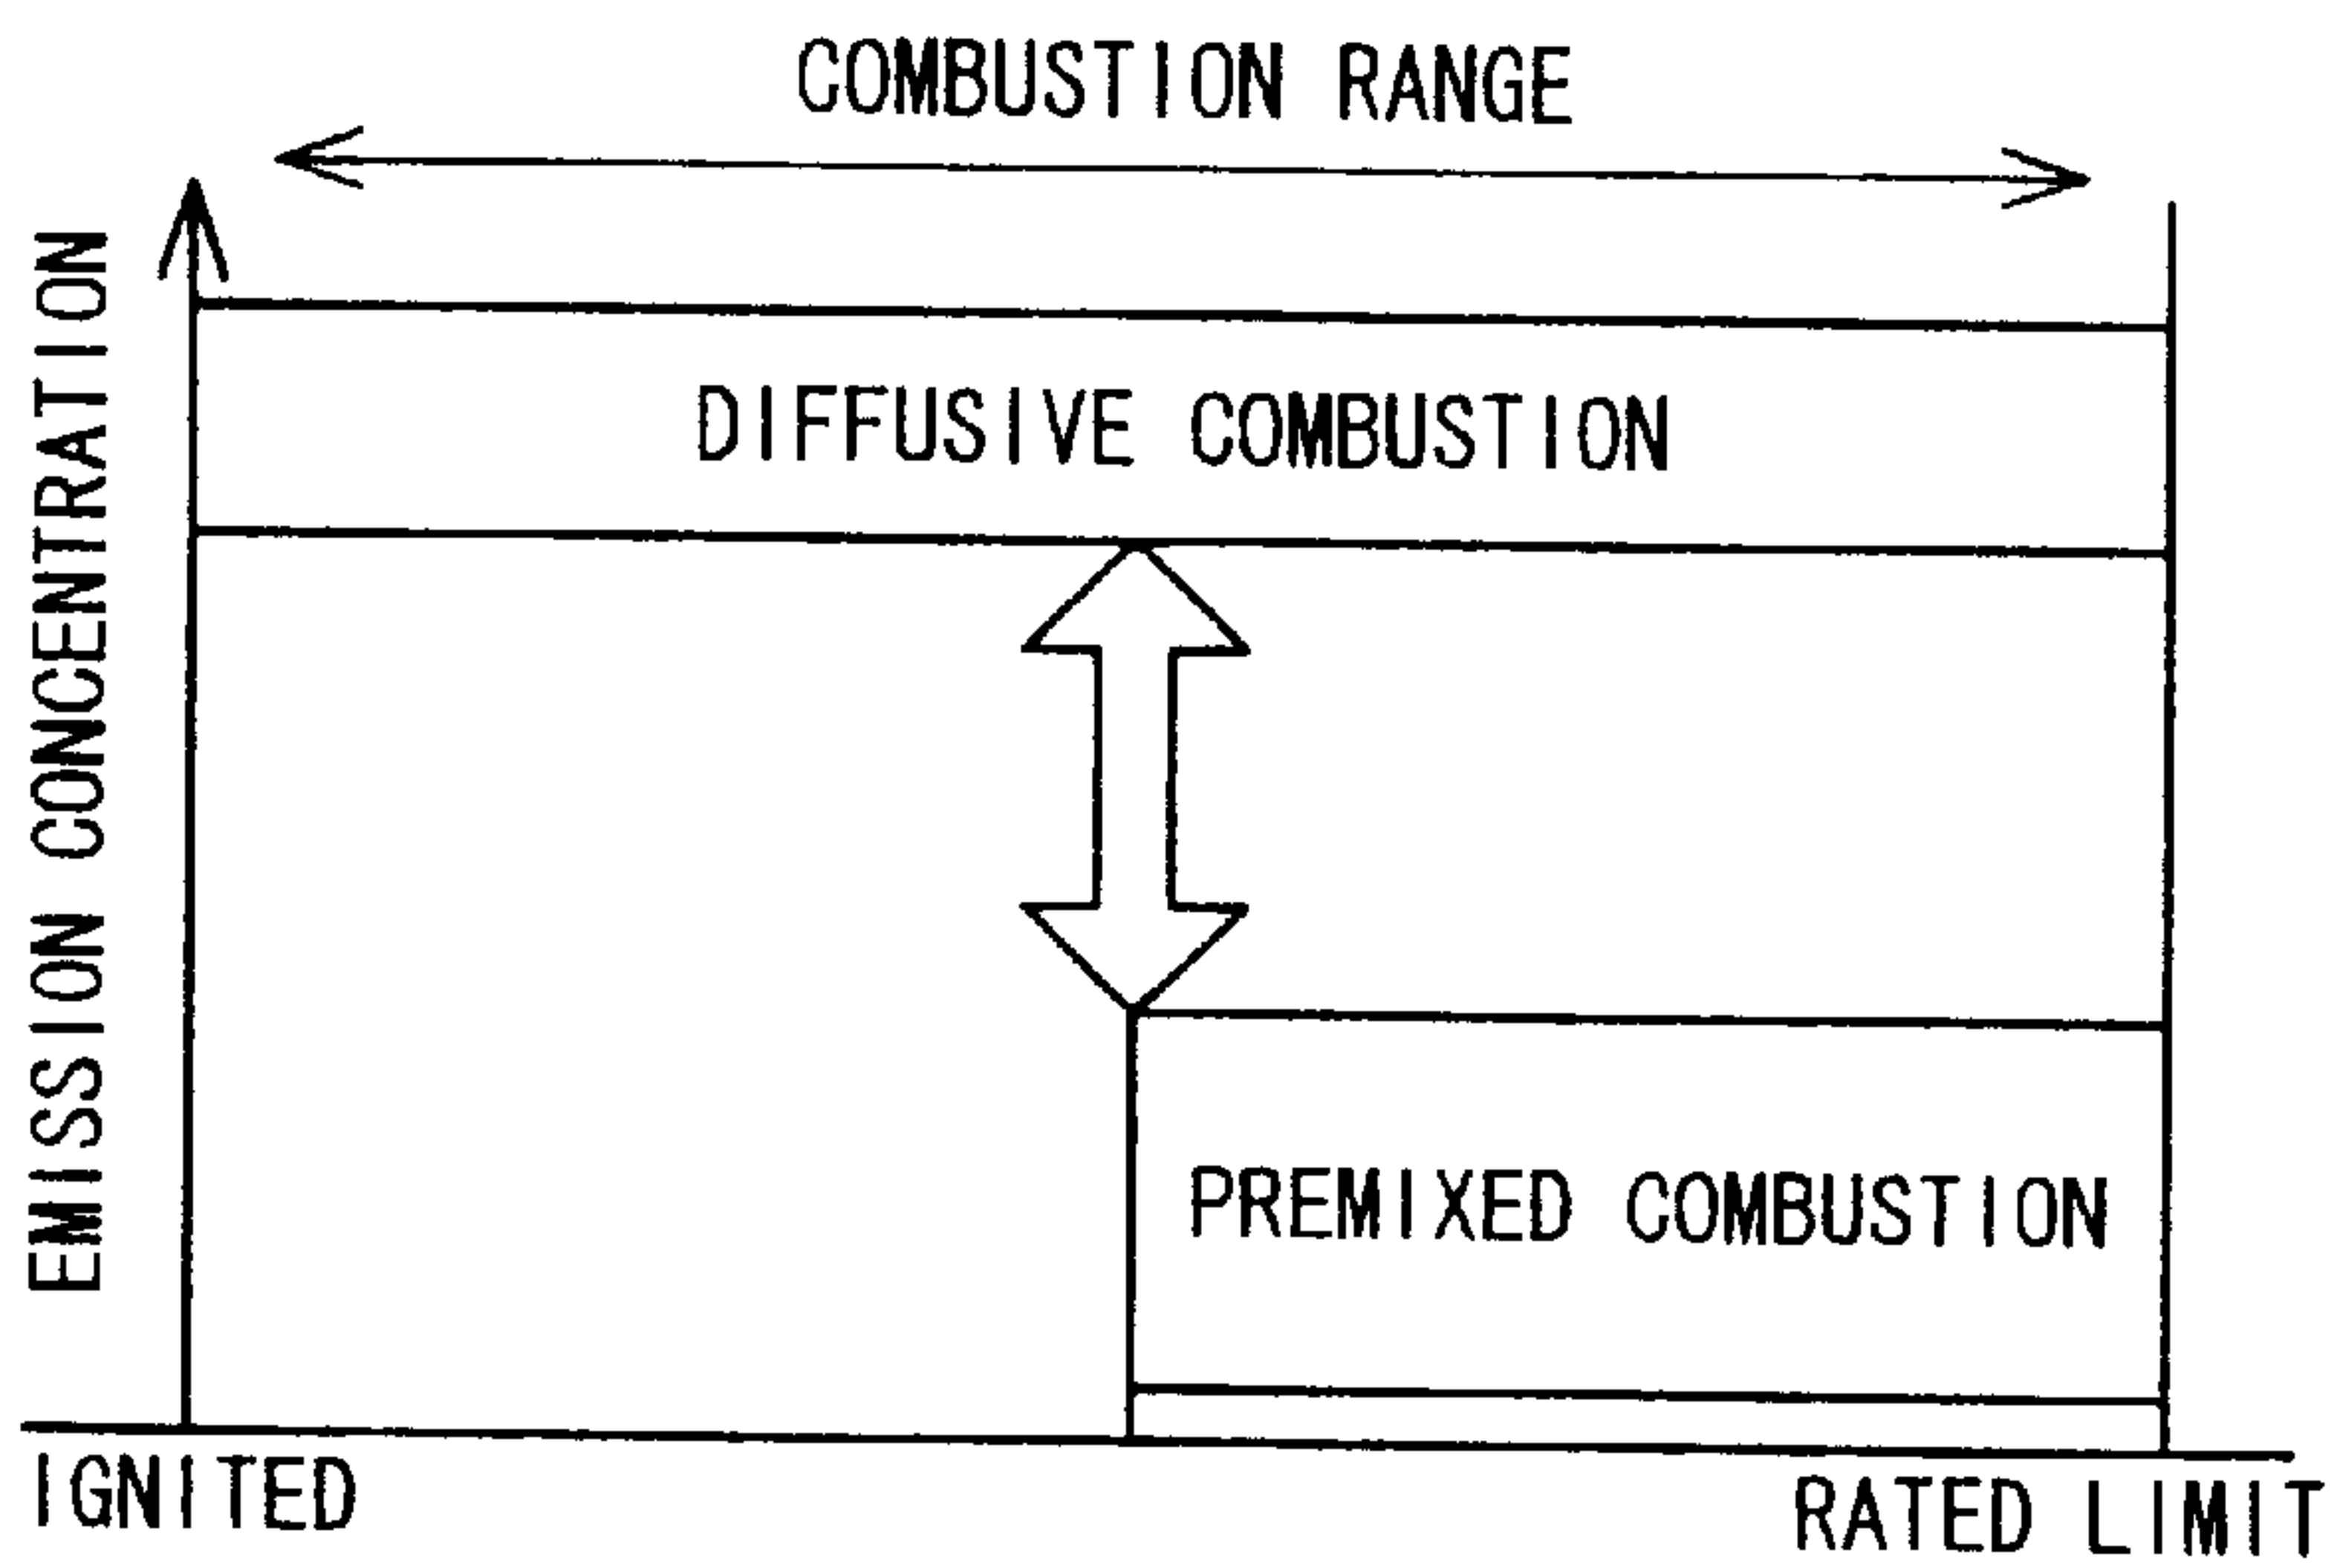 COMBUSTION RANGE
EMISSION CONCENTRATION
DIFFUSIVE COMBUSTION
PREMIXED COMBUSTION
IGNITED
RATED LIMIT